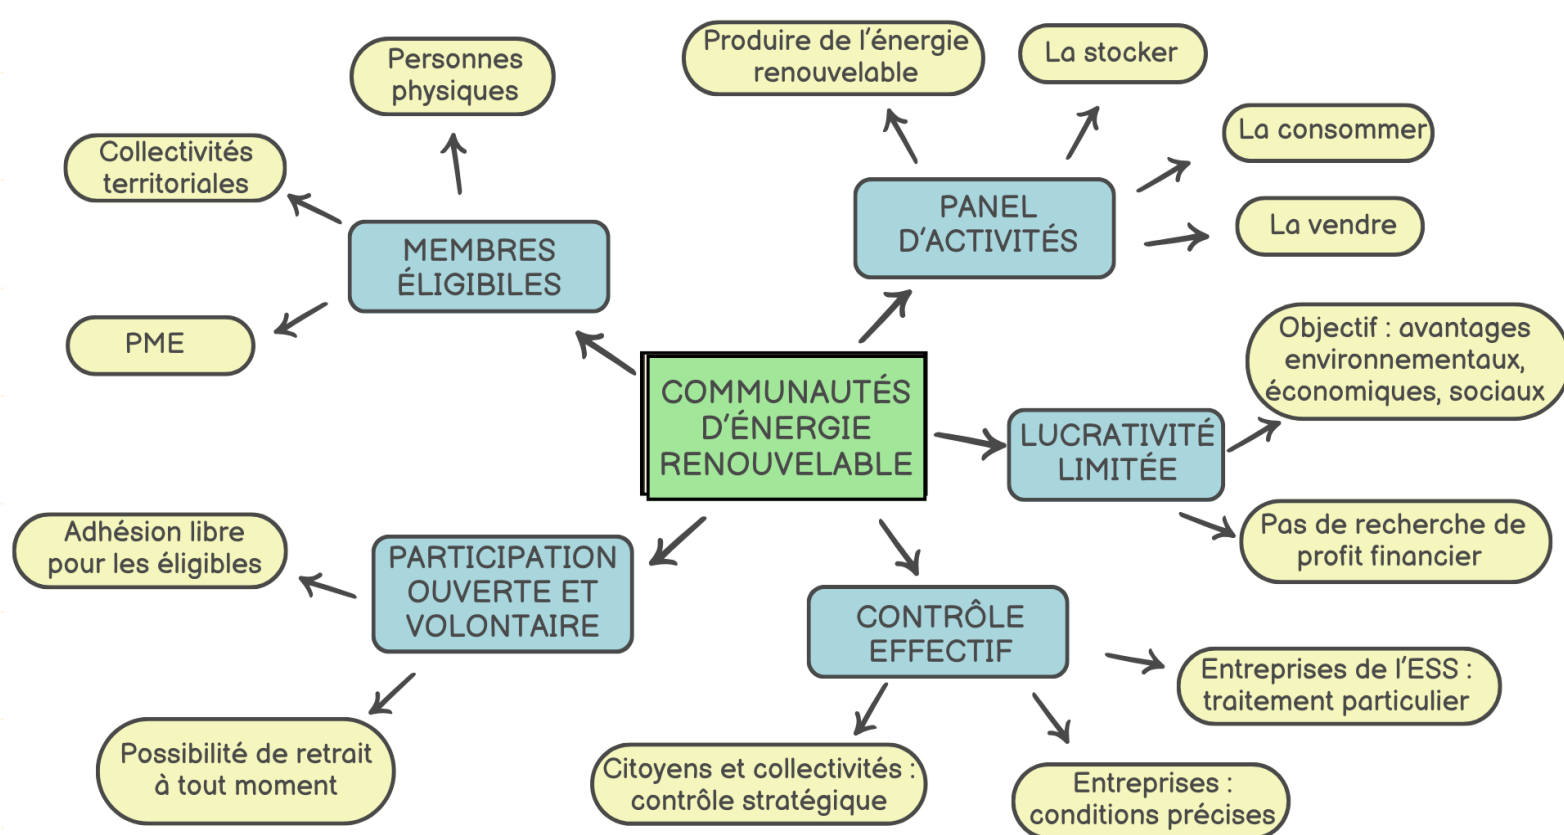 Personnes
physiques
Collectivités
territoriales
MEMBRES
ÉLIGIBILES
PME
Produire de l'énergie
renouvelable
La stocker
La consommer
La vendre
PANEL
D'ACTIVITÉS
COMMUNAUTÉS
D'ÉNERGIE
RENOUVELABLE
Objectif : avantages
environnementaux,
économiques, sociaux
LUCRATIVITÉ
LIMITÉE
Pas de recherche de
profit financier
Adhésion libre
pour les éligibles
PARTICIPATION
OUVERTE ET
VOLONTAIRE
Possibilité de retrait
à tout moment
CONTRÔLE
EFFECTIF
Entreprises de l'ESS :
traitement particulier
Citoyens et collectivités :
contrôle stratégique
Entreprises :
conditions précises